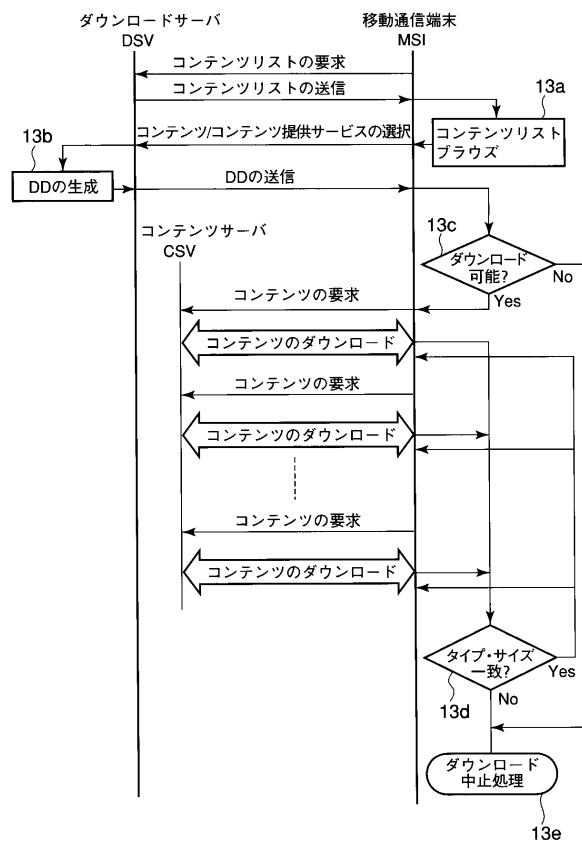 ダウンロードサーバ
DSV
移動通信端末
MSI
コンテンツリストの要求
コンテンツリストの送信
13a
コンテンツリスト
ブラウズ
コンテンツ/コンテンツ提供サービスの選択
13b
DDの生成
DDの送信
13c
ダウンロード
可能?
No
Yes
コンテンツサーバ
CSV
コンテンツの要求
コンテンツのダウンロード
コンテンツの要求
コンテンツのダウンロード
コンテンツの要求
コンテンツのダウンロード
タイプ・サイズ
一致?
Yes
No
13d
ダウンロード
中止処理
13e